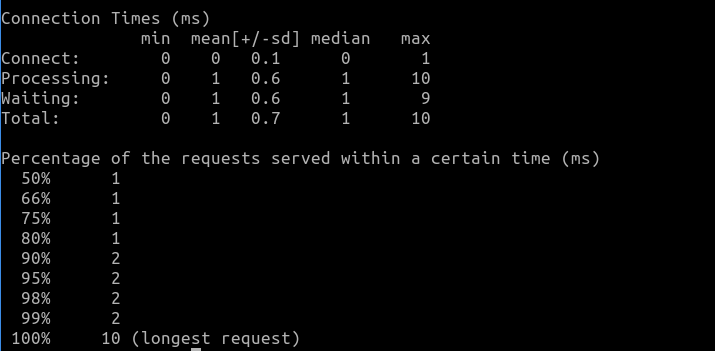 Connection Times (ms)
              min  mean[+/-sd] median   max
Connect:        0    0   0.1      0       1
Processing:     0    1   0.6      1      10
Waiting:        0    1   0.6      1       9
Total:          0    1   0.7      1      10

Percentage of the requests served within a certain time (ms)
  50%      1
  66%      1
  75%      1
  80%      1
  90%      2
  95%      2
  98%      2
  99%      2
 100%     10 (longest request)